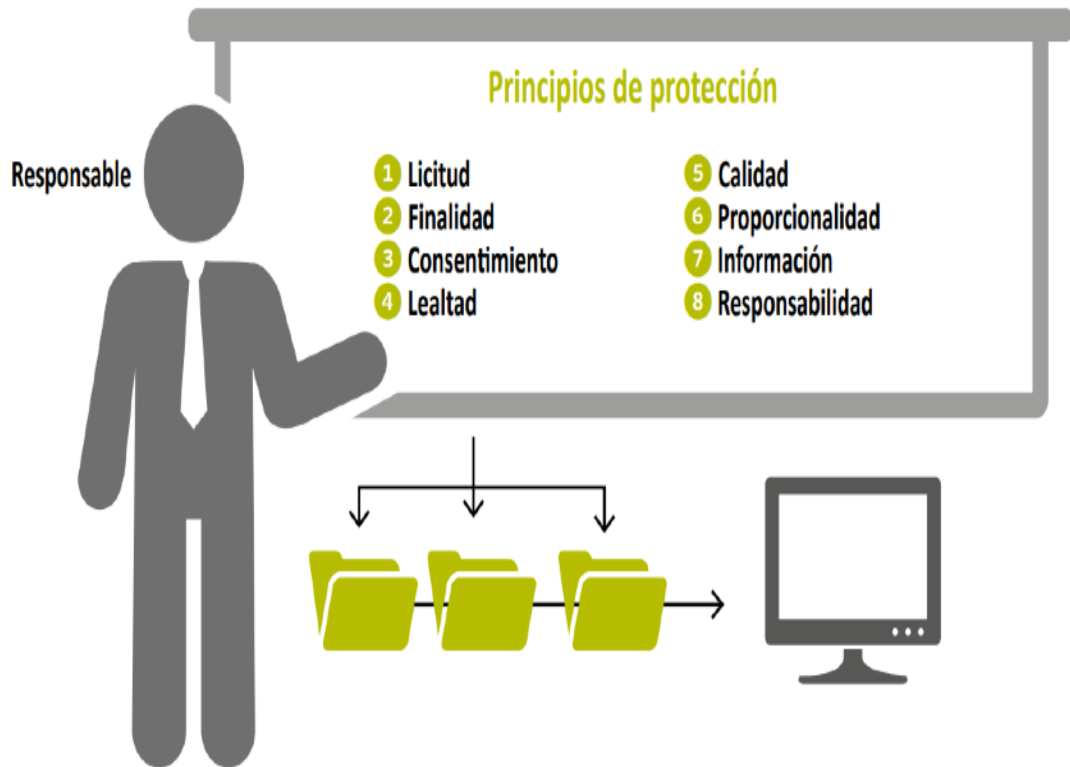 Principios de protección
Responsable
1 Licitud
2 Finalidad
3 Consentimiento
4 Lealtad
5 Calidad
6 Proporcionalidad
7 Información
8 Responsabilidad